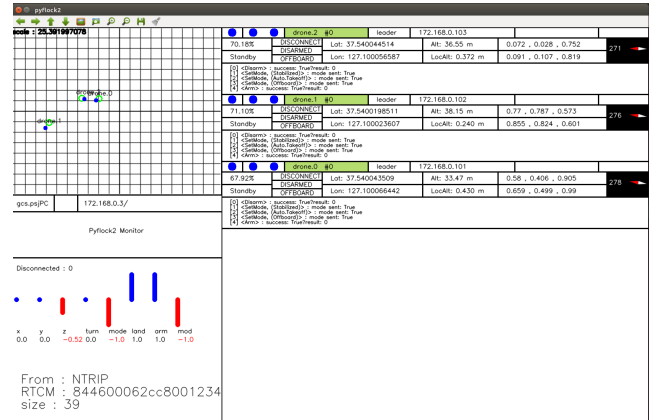 pyflock2
scale : 25.391997078
drone.0
drone.1
gcs.psjPC
172.168.0.3/
Pyflock2 Monitor
Disconnected : 0
x y z turn mode land arm mod
0.0 0.0 -0.52 0.0 -1.0 1.0 1.0 -1.0
From : NTRIP
RTCM : 844600062cc8001234
size : 39
drone.2 #0 leader 172.168.0.103
70.18% DISCONNECT Lat: 37.540044514 Alt: 36.55 m 0.072 , 0.028 , 0.752 271
DISARMED
Standby OFFBOARD Lon: 127.100056587 LocAlt: 0.372 m 0.091 , 0.107 , 0.819
[0] <Disarm> : success: True?result: 0
[1] <SetMode, (Stabilized)> : mode sent: True
[2] <SetMode, (Auto.Takeoff)> : mode sent: True
[3] <SetMode, (Offboard)> : mode sent: True
[4] <Arm> : success: True?result: 0
drone.1 #0 leader 172.168.0.102
71.10% DISCONNECT Lat: 37.540198511 Alt: 38.15 m 0.77 , 0.787 , 0.573 276
DISARMED
Standby OFFBOARD Lon: 127.100023607 LocAlt: 0.240 m 0.855 , 0.824 , 0.601
[0] <Disarm> : success: True?result: 0
[1] <SetMode, (Stabilized)> : mode sent: True
[2] <SetMode, (Auto.Takeoff)> : mode sent: True
[3] <SetMode, (Offboard)> : mode sent: True
[4] <Arm> : success: True?result: 0
drone.0 #0 leader 172.168.0.101
67.92% DISCONNECT Lat: 37.540043509 Alt: 33.47 m 0.58 , 0.406 , 0.905 278
DISARMED
Standby OFFBOARD Lon: 127.100066442 LocAlt: 0.430 m 0.659 , 0.499 , 0.99
[0] <Disarm> : success: True?result: 0
[1] <SetMode, (Stabilized)> : mode sent: True
[2] <SetMode, (Auto.Takeoff)> : mode sent: True
[3] <SetMode, (Offboard)> : mode sent: True
[4] <Arm> : success: True?result: 0